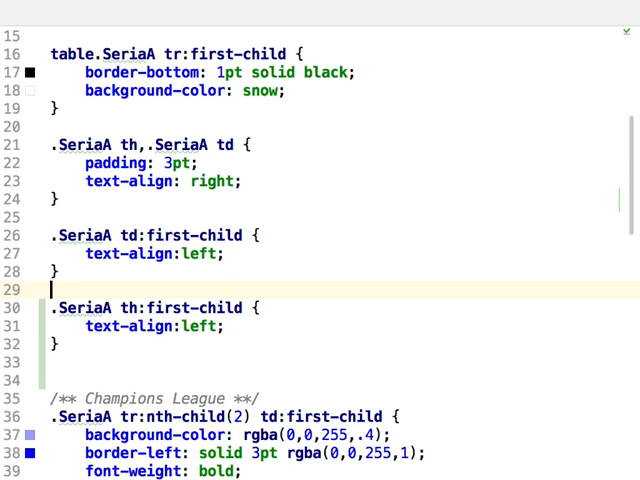 15
16 table.SeriaA tr:first-child {
17 border-bottom: 1pt solid black;
18 background-color: snow;
19 }
20
21 .SeriaA th,.SeriaA td {
22 padding: 3pt;
23 text-align: right;
24 }
25
26 .SeriaA td:first-child {
27 text-align:left;
28 }
29
30 .SeriaA th:first-child {
31 text-align:left;
32 }
33
34
35 /** Champions League **/
36 .SeriaA tr:nth-child(2) td:first-child {
37 background-color: rgba(0,0,255,.4);
38 border-left: solid 3pt rgba(0,0,255,1);
39 font-weight: bold;